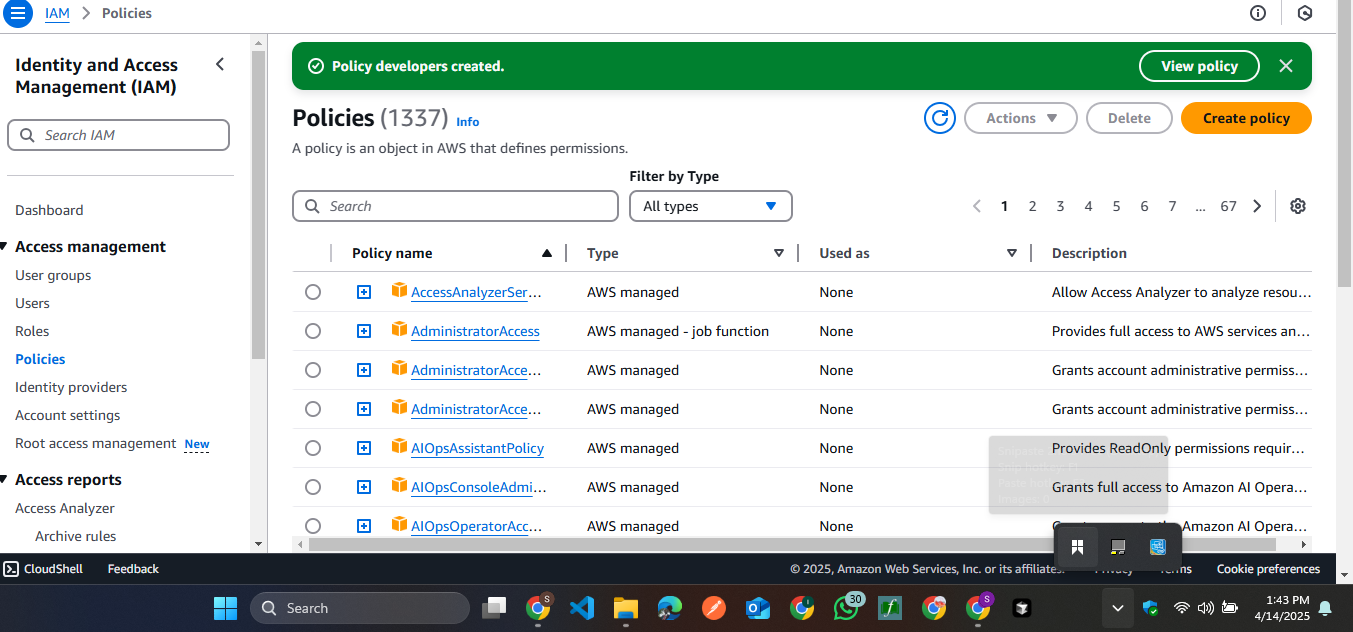 IAM > Policies
Identity and Access Management (IAM)
Search IAM
Dashboard
Access management
User groups
Users
Roles
Policies
Identity providers
Account settings
Root access management New
Access reports
Access Analyzer
Archive rules
Policy developers created.
View policy
Policies (1337) Info
Actions
Delete
Create policy
A policy is an object in AWS that defines permissions.
Filter by Type
Search
All types
1 2 3 4 5 6 7 ... 67
Policy name Type Used as Description
AccessAnalyzerSer... AWS managed None Allow Access Analyzer to analyze resou...
AdministratorAccess AWS managed - job function None Provides full access to AWS services an...
AdministratorAcce... AWS managed None Grants account administrative permiss...
AdministratorAcce... AWS managed None Grants account administrative permiss...
AIOpsAssistantPolicy AWS managed None Provides ReadOnly permissions requir...
AIOpsConsoleAdmi... AWS managed None Grants full access to Amazon AI Opera...
AIOpsOperatorAcc... AWS managed None Amazon AI Opera...
CloudShell Feedback © 2025, Amazon Web Services, Inc. or its affiliates. Cookie preferences
Search
30
1:43 PM
4/14/2025